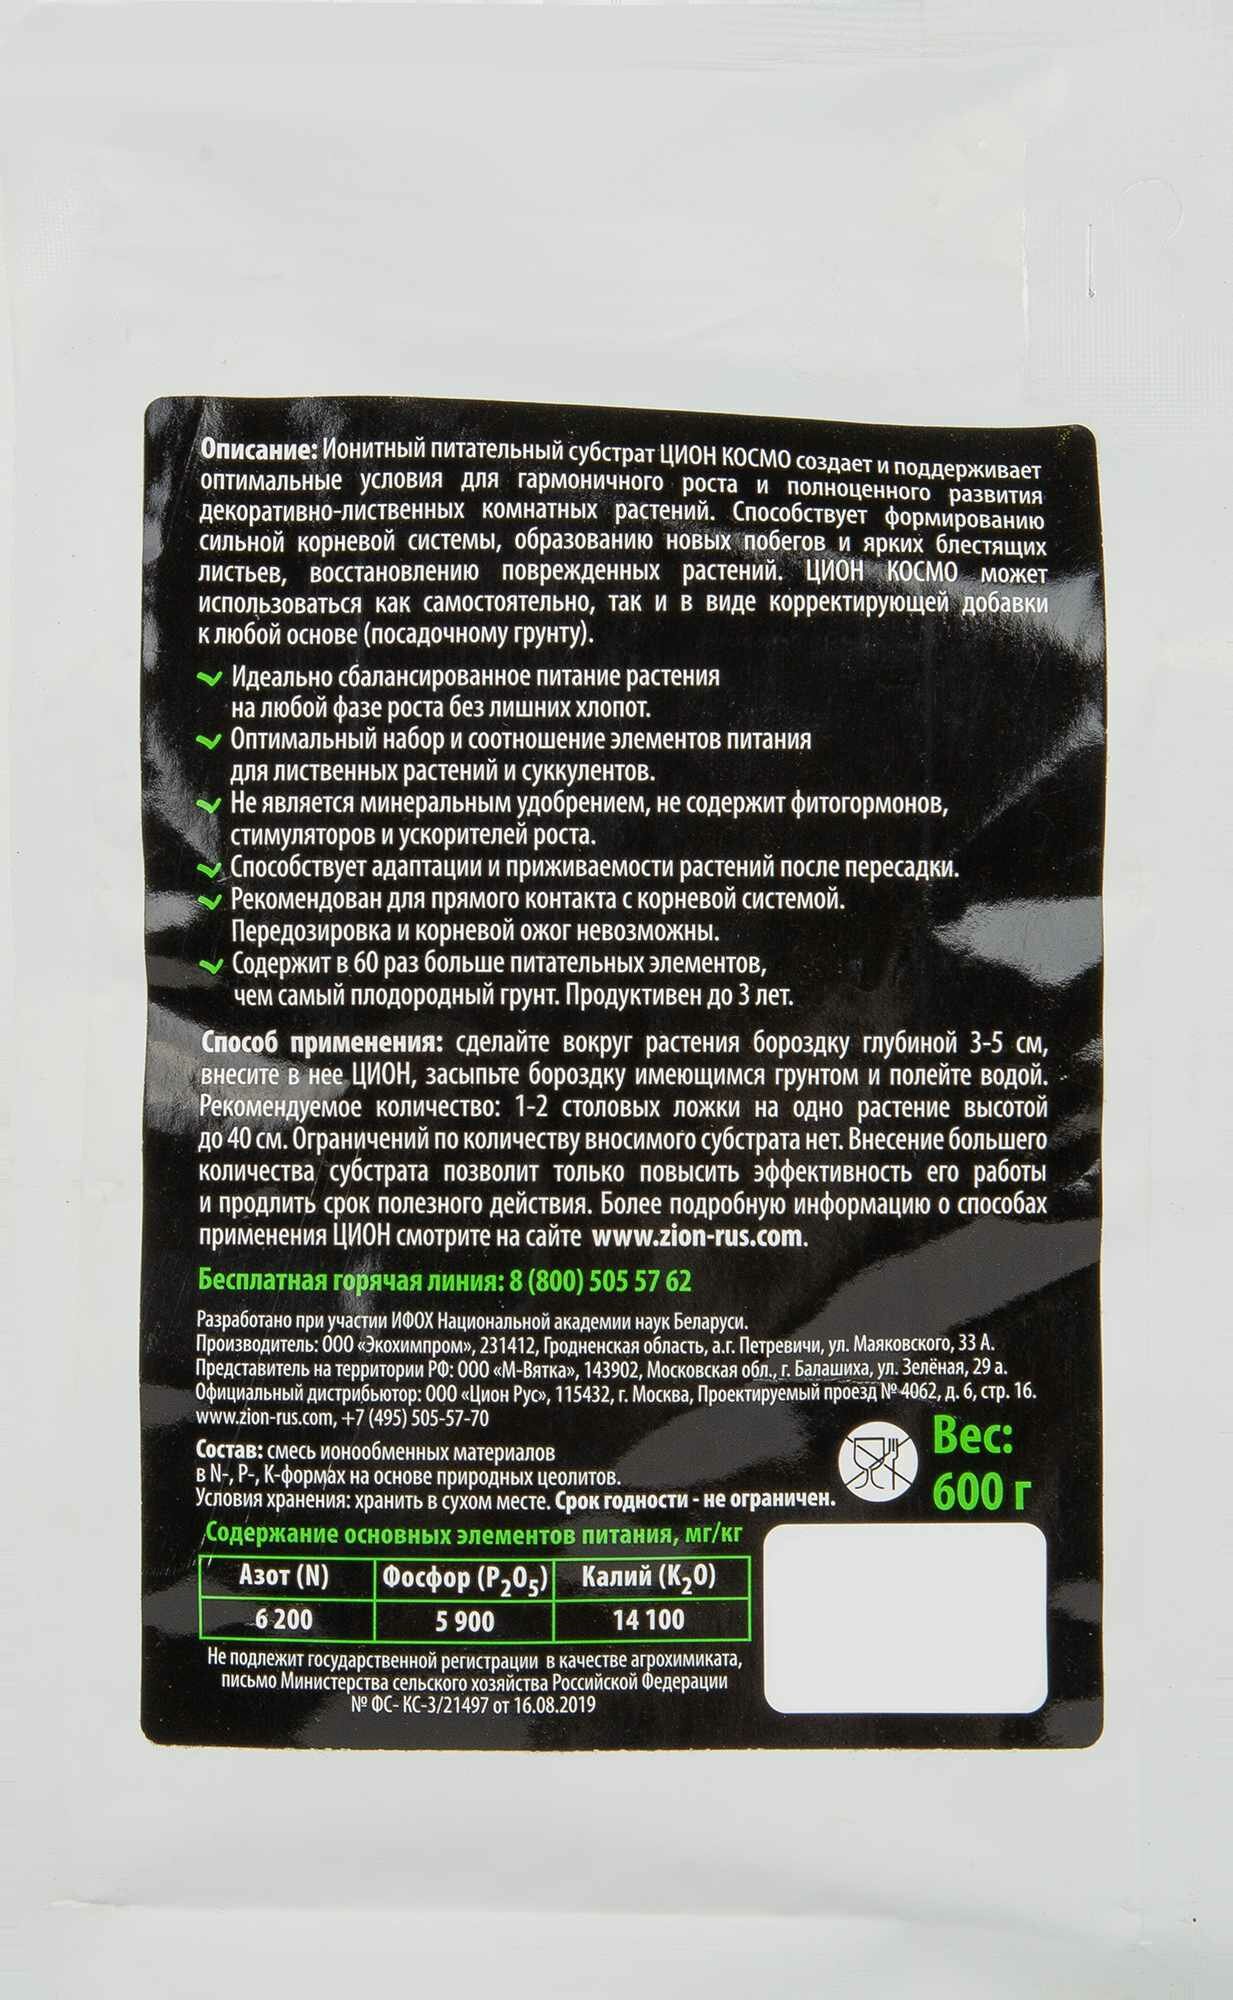 Описание: Ионитный питательный субстрат ЦИОН КОСМО создает и поддерживает
оптимальные условия для гармоничного роста и полноценного развития
декоративно-лиственных комнатных растений. Способствует формированию
сильной корневой системы, образованию новых побегов и ярких блестящих
листьев, восстановлению поврежденных растений. ЦИОН КОСМО может
использоваться как самостоятельно, так и в виде корректирующей добавки
к любой основе (посадочному грунту).
Идеально сбалансированное питание растения
на любой фазе роста без лишних хлопот.
Оптимальный набор и соотношение элементов питания
для лиственных растений и суккулентов.
Не является минеральным удобрением, не содержит фитогормонов,
стимуляторов и ускорителей роста.
Способствует адаптации и приживаемости растений после пересадки.
Рекомендован для прямого контакта с корневой системой.
Передозировка и корневой ожог невозможны.
Содержит в 60 раз больше питательных элементов,
чем самый плодородный грунт. Продуктивен до 3 лет.
Способ применения: сделайте вокруг растения бороздку глубиной 3-5 см,
внесите в нее ЦИОН, засыпьте бороздку имеющимся грунтом и полейте водой.
Рекомендуемое количество: 1-2 столовых ложки на одно растение высотой
до 40 см. Ограничений по количеству вносимого субстрата нет. Внесение большего
количества субстрата позволит только повысить эффективность его работы
и продлить срок полезного действия. Более подробную информацию о способах
применения ЦИОН смотрите на сайте www.zion-rus.com.
Бесплатная горячая линия: 8 (800) 505 57 62
Разработано при участии ИФОХ Национальной академии наук Беларуси.
Производитель: ООО «Экохимпром», 231412, Гродненская область, а.г. Петревичи, ул. Маяковского, 33 А.
Представитель на территории РФ: ООО «М-Вятка», 143902, Московская обл., г. Балашиха, ул. Зелёная, 29 а.
Официальный дистрибьютор: ООО «Цион Рус», 115432, г. Москва, Проектируемый проезд № 4062, д. 6, стр. 16.
www.zion-rus.com, +7 (495) 505-57-70
Состав: смесь ионообменных материалов
в N-, P-, K-формах на основе природных цеолитов.
Условия хранения: хранить в сухом месте. Срок годности - не ограничен.
Вес:
600 г
Содержание основных элементов питания, мг/кг
Азот (N) Фосфор (P2O5) Калий (K2O)
6 200 5 900 14 100
Не подлежит государственной регистрации в качестве агрохимиката,
письмо Министерства сельского хозяйства Российской Федерации
№ ФС- КС-3/21497 от 16.08.2019